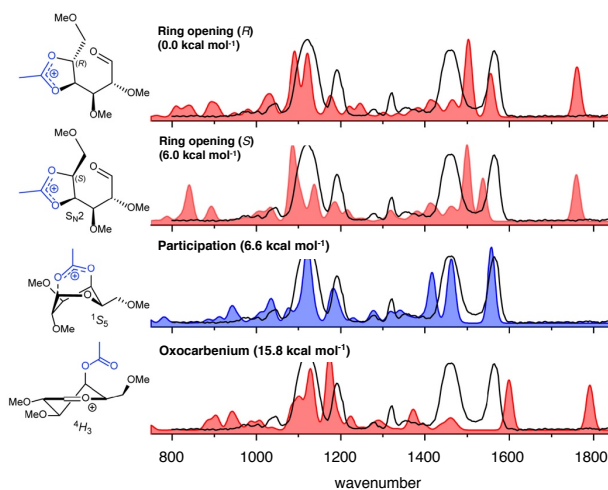 MeO
Ring opening (R)
(0.0 kcal mol-1)
O
(R)
O
+
O
OMe
OMe
Ring opening (S)
(6.0 kcal mol-1)
MeO
O
(S)
O
+
O
OMe
SN2
OMe
Participation (6.6 kcal mol-1)
O
O
+
MeO
O
OMe
OMe
1S5
Oxocarbenium (15.8 kcal mol-1)
O
O
OMe
MeO
O
+
MeO
4H3
800 1000 1200 1400 1600 1800
wavenumber